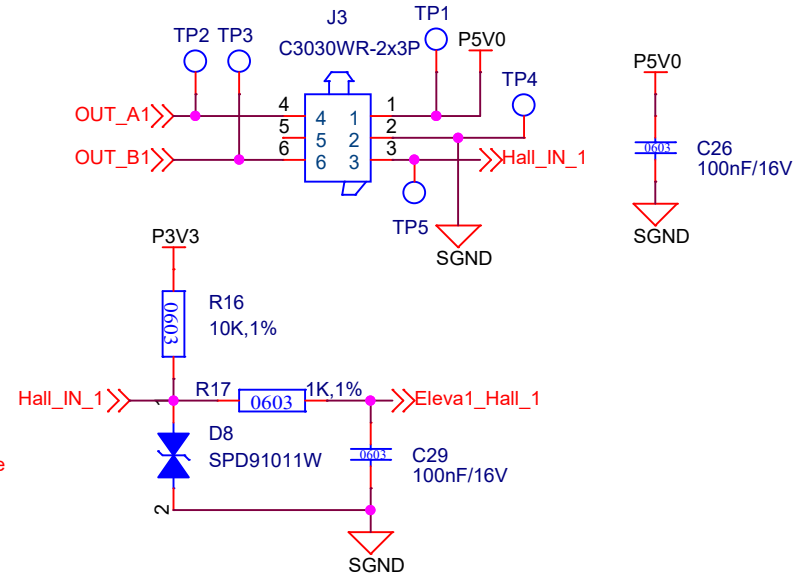 J3
C3030WR-2x3P
TP2
TP3
TP1
P5V0
TP4
OUT_A1
4
4
1
1
5
5
2
2
OUT_B1
6
6
3
3
Hall_IN_1
TP5
SGND
P5V0
0603
C26
100nF/16V
SGND
P3V3
0603
R16
10K,1%
Hall_IN_1
1
R17
0603
1K,1%
Eleva1_Hall_1
D8
SPD91011W
0603
C29
100nF/16V
e
2
SGND